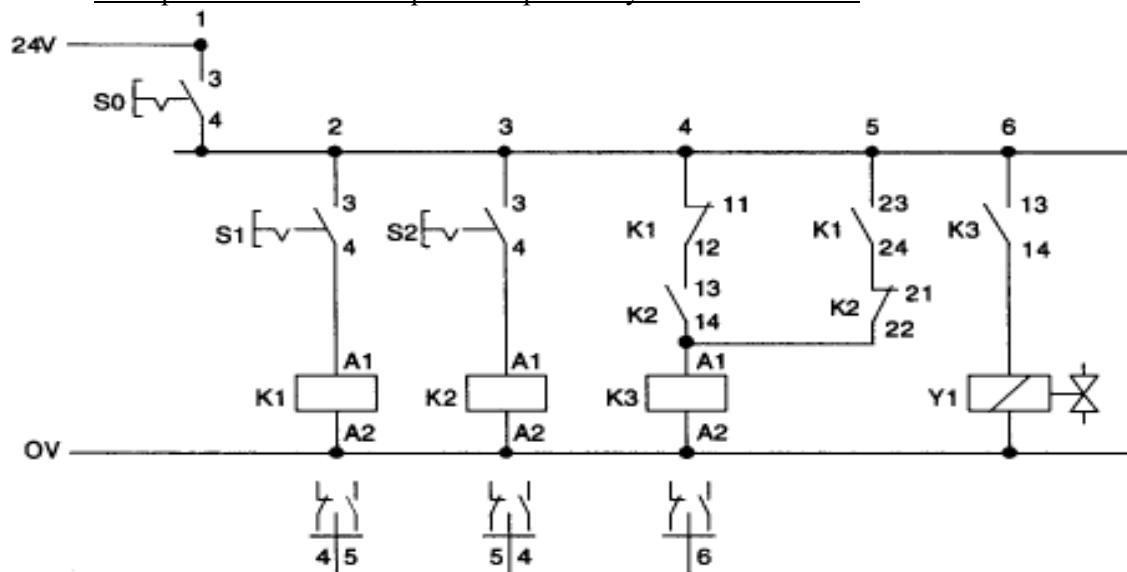 1
24V
3
S0
4
2 3 4 5 6
3 3 11 23 13
S1 S2 K1 K1 K3
4 4 12 24 14
13 21
K2 K2
14 22
A1 A1 A1
K1 K2 K3 Y1
A2 A2 A2
0V
4 5 5 4 6